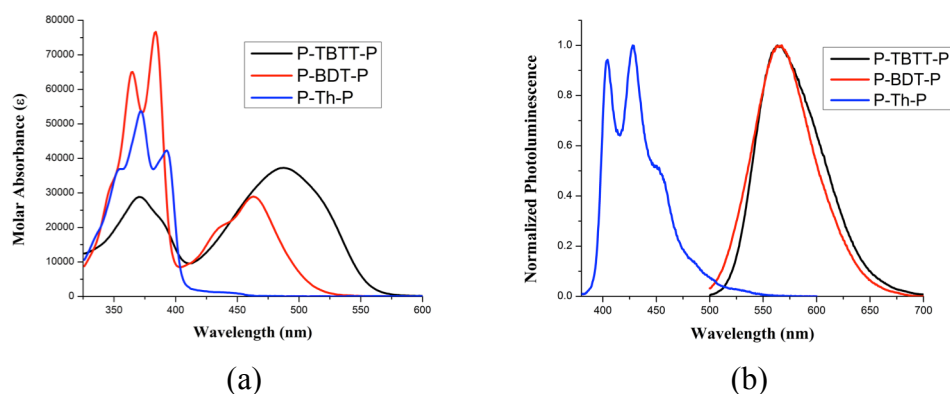 80000
70000
60000
50000
40000
30000
20000
10000
0
Molar Absorbance (ε)
350 400 450 500 550 600
Wavelength (nm)
P-TBTT-P
P-BDT-P
P-Th-P
(a)
1.0
0.8
0.6
0.4
0.2
0.0
Normalized Photoluminescence
400 450 500 550 600 650 700
Wavelength (nm)
P-TBTT-P
P-BDT-P
P-Th-P
(b)